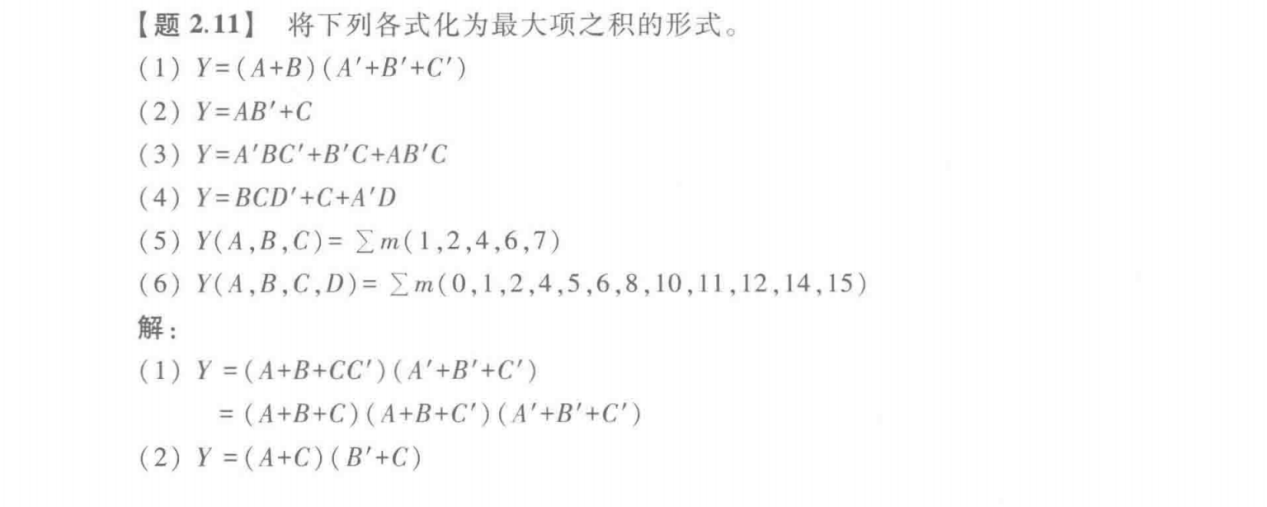 【题 2.11】 将下列各式化为最大项之积的形式。
(1) Y=(A+B)(A′+B′+C′)
(2) Y=AB′+C
(3) Y=A′BC′+B′C+AB′C
(4) Y=BCD′+C+A′D
(5) Y(A,B,C)= ∑m(1,2,4,6,7)
(6) Y(A,B,C,D)= ∑m(0,1,2,4,5,6,8,10,11,12,14,15)
解:
(1) Y =(A+B+CC′)(A′+B′+C′)
= (A+B+C)(A+B+C′)(A′+B′+C′)
(2) Y =(A+C)(B′+C)